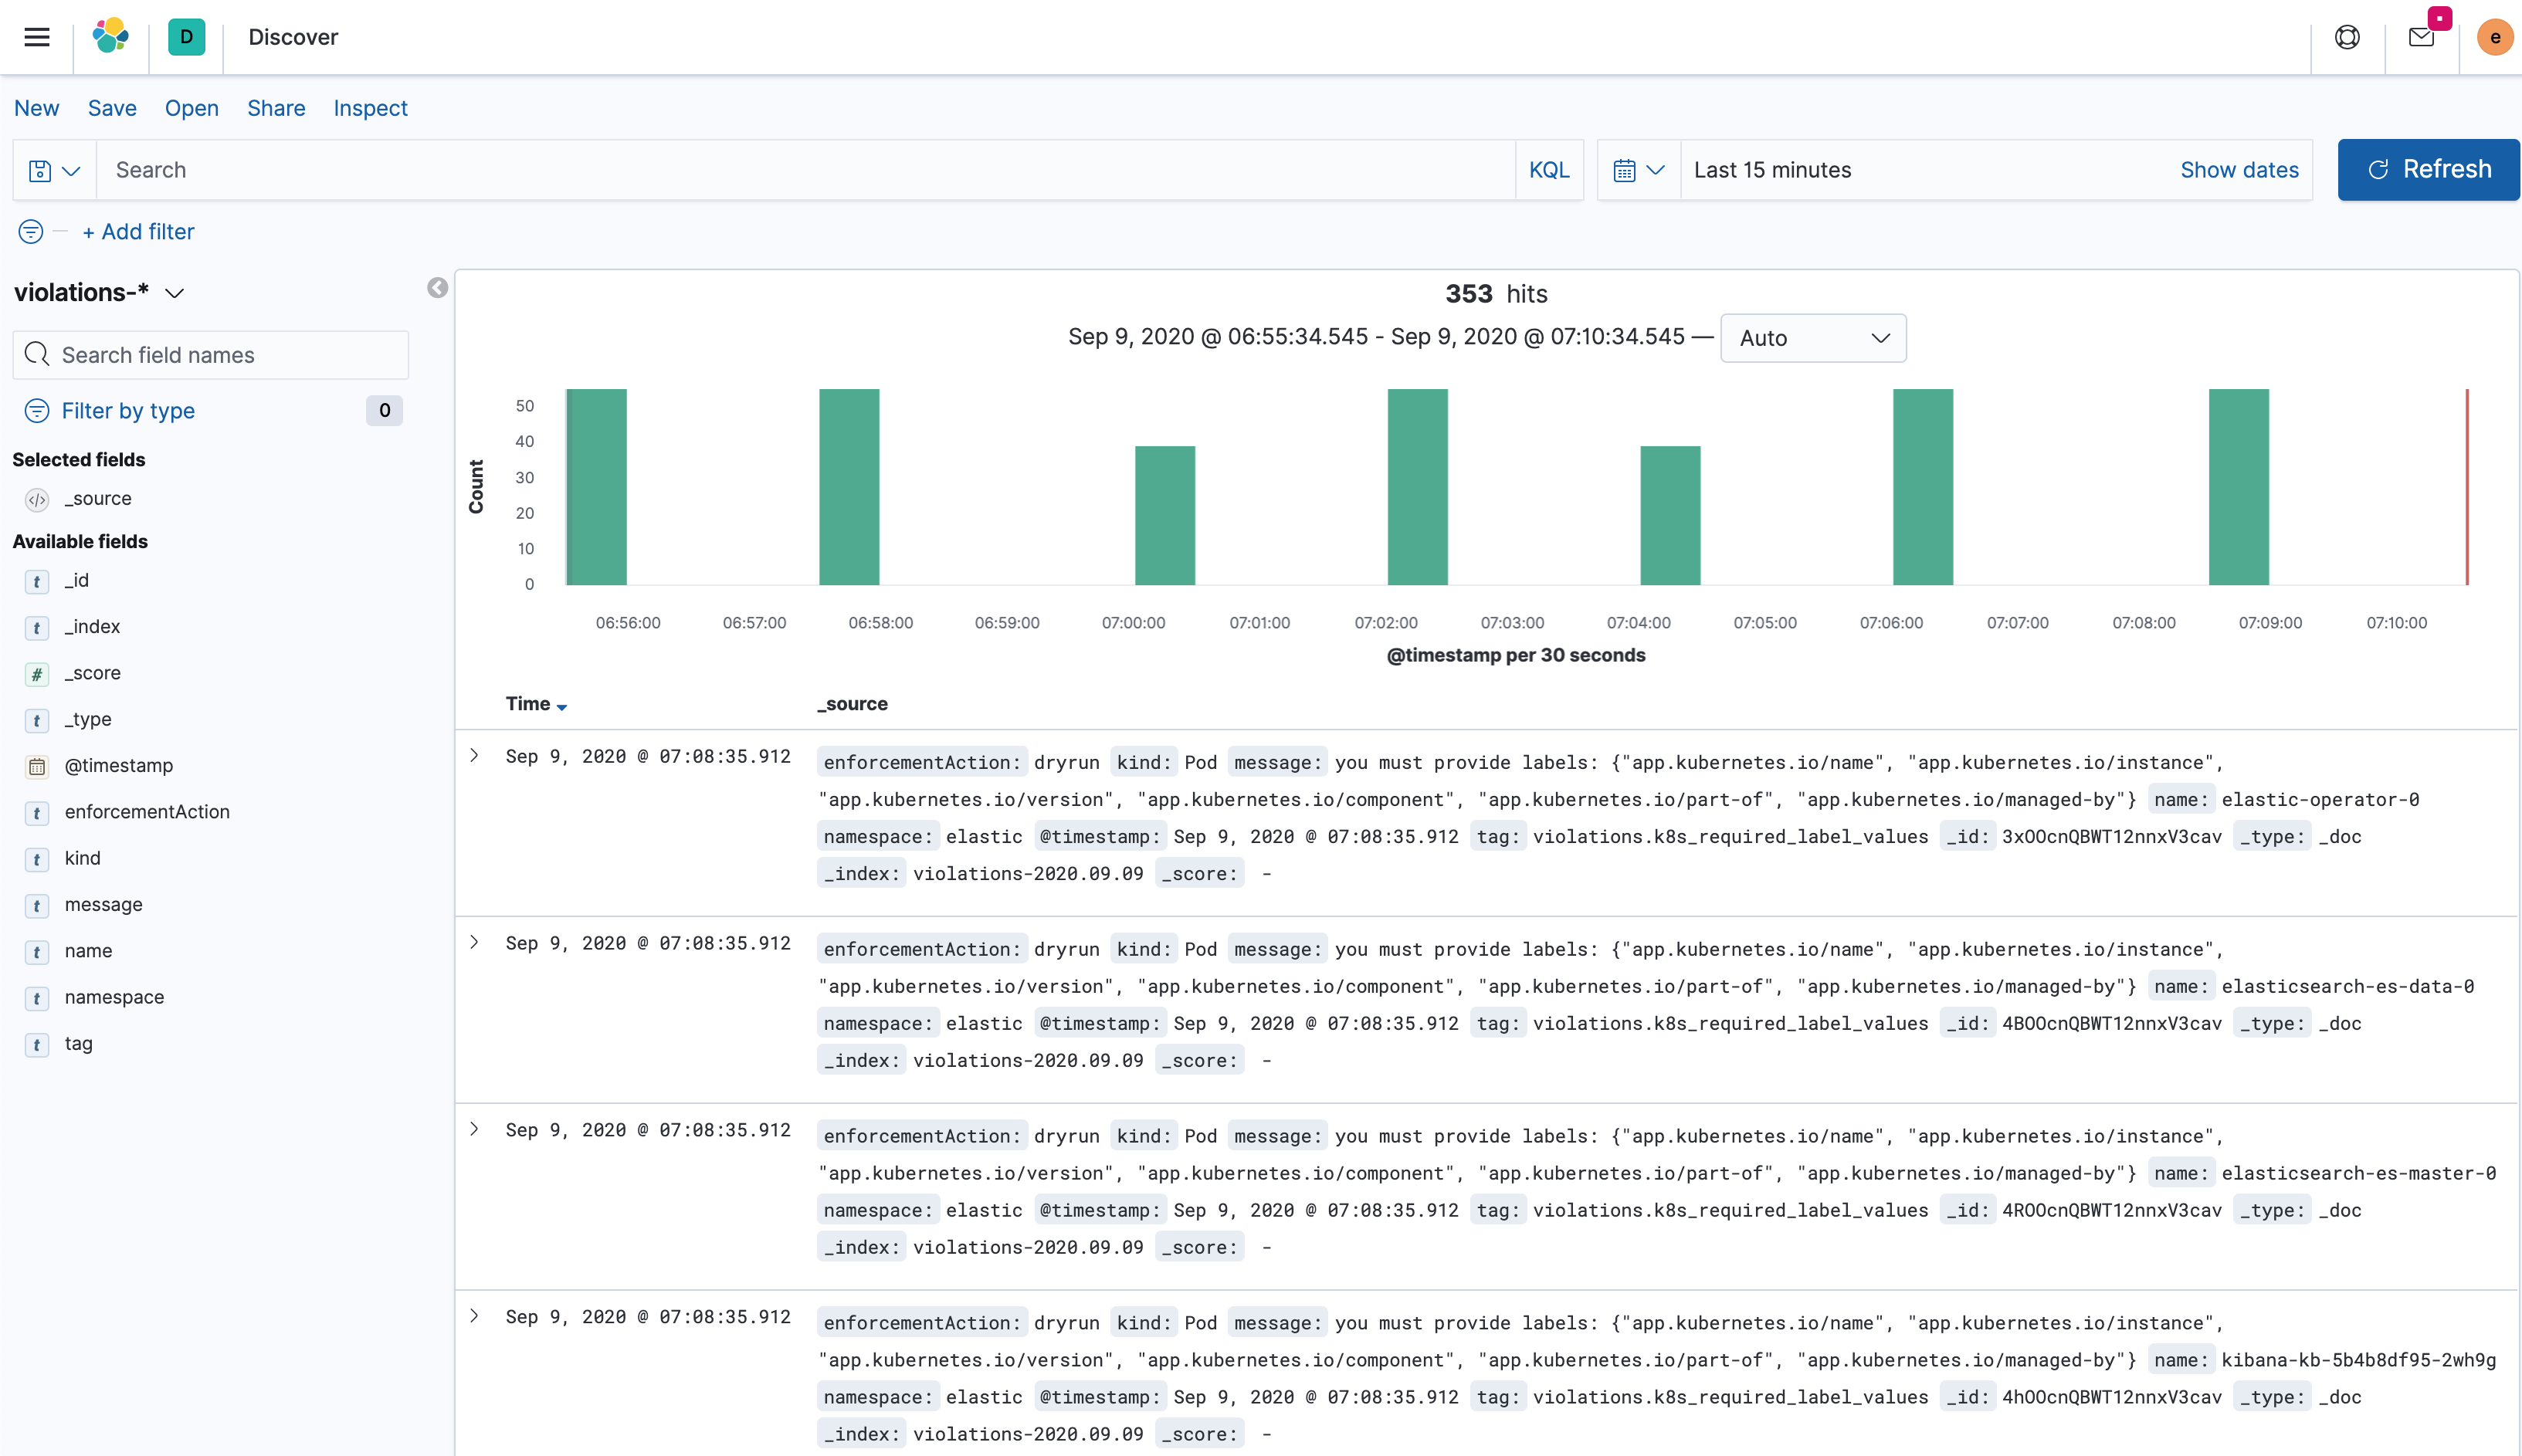 D Discover e
New Save Open Share Inspect
Search KQL Last 15 minutes Show dates Refresh
+ Add filter
violations-*
Search field names
Filter by type 0
Selected fields
_source
Available fields
_id
_index
_score
_type
@timestamp
enforcementAction
kind
message
name
namespace
tag
353 hits
Sep 9, 2020 @ 06:55:34.545 - Sep 9, 2020 @ 07:10:34.545 — Auto
Count
50
40
30
20
10
0
06:56:00 06:57:00 06:58:00 06:59:00 07:00:00 07:01:00 07:02:00 07:03:00 07:04:00 07:05:00 07:06:00 07:07:00 07:08:00 07:09:00 07:10:00
@timestamp per 30 seconds
Time _source
Sep 9, 2020 @ 07:08:35.912 enforcementAction: dryrun kind: Pod message: you must provide labels: {"app.kubernetes.io/name", "app.kubernetes.io/instance",
"app.kubernetes.io/version", "app.kubernetes.io/component", "app.kubernetes.io/part-of", "app.kubernetes.io/managed-by"} name: elastic-operator-0
namespace: elastic @timestamp: Sep 9, 2020 @ 07:08:35.912 tag: violations.k8s_required_label_values _id: 3xOOcnQBWT12nnxV3cav _type: _doc
_index: violations-2020.09.09 _score: -
Sep 9, 2020 @ 07:08:35.912 enforcementAction: dryrun kind: Pod message: you must provide labels: {"app.kubernetes.io/name", "app.kubernetes.io/instance",
"app.kubernetes.io/version", "app.kubernetes.io/component", "app.kubernetes.io/part-of", "app.kubernetes.io/managed-by"} name: elasticsearch-es-data-0
namespace: elastic @timestamp: Sep 9, 2020 @ 07:08:35.912 tag: violations.k8s_required_label_values _id: 4BOOcnQBWT12nnxV3cav _type: _doc
_index: violations-2020.09.09 _score: -
Sep 9, 2020 @ 07:08:35.912 enforcementAction: dryrun kind: Pod message: you must provide labels: {"app.kubernetes.io/name", "app.kubernetes.io/instance",
"app.kubernetes.io/version", "app.kubernetes.io/component", "app.kubernetes.io/part-of", "app.kubernetes.io/managed-by"} name: elasticsearch-es-master-0
namespace: elastic @timestamp: Sep 9, 2020 @ 07:08:35.912 tag: violations.k8s_required_label_values _id: 4ROOcnQBWT12nnxV3cav _type: _doc
_index: violations-2020.09.09 _score: -
Sep 9, 2020 @ 07:08:35.912 enforcementAction: dryrun kind: Pod message: you must provide labels: {"app.kubernetes.io/name", "app.kubernetes.io/instance",
"app.kubernetes.io/version", "app.kubernetes.io/component", "app.kubernetes.io/part-of", "app.kubernetes.io/managed-by"} name: kibana-kb-5b4b8df95-2wh9g
namespace: elastic @timestamp: Sep 9, 2020 @ 07:08:35.912 tag: violations.k8s_required_label_values _id: 4hOOcnQBWT12nnxV3cav _type: _doc
_index: violations-2020.09.09 _score: -